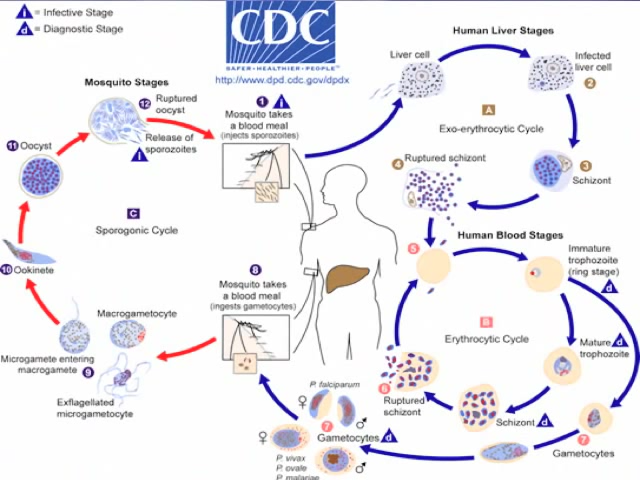 i = Infective Stage
d = Diagnostic Stage
CDC
SAFER • HEALTHIER • PEOPLE™
http://www.dpd.cdc.gov/dpdx
Human Liver Stages
Liver cell
Infected
liver cell
2
A
Exo-erythrocytic Cycle
4 Ruptured schizont
3
Schizont
Mosquito Stages
12 Ruptured
oocyst
1 i
Mosquito takes
a blood meal
(injects sporozoites)
11 Oocyst
Release of
sporozoites
i
C
Sporogonic Cycle
10 Ookinete
8
Mosquito takes
a blood meal
(ingests gametocytes)
Macrogametocyte
Microgamete entering
macrogamete
9
Exflagellated
microgametocyte
Human Blood Stages
5
Immature
trophozoite
(ring stage)
d
B
Erythrocytic Cycle
Mature
trophozoite
d
6
Ruptured
schizont
Schizont d
7
Gametocytes
P. falciparum
♀
♂
7
Gametocytes d
♀
♂
P. vivax
P. ovale
P. malariae